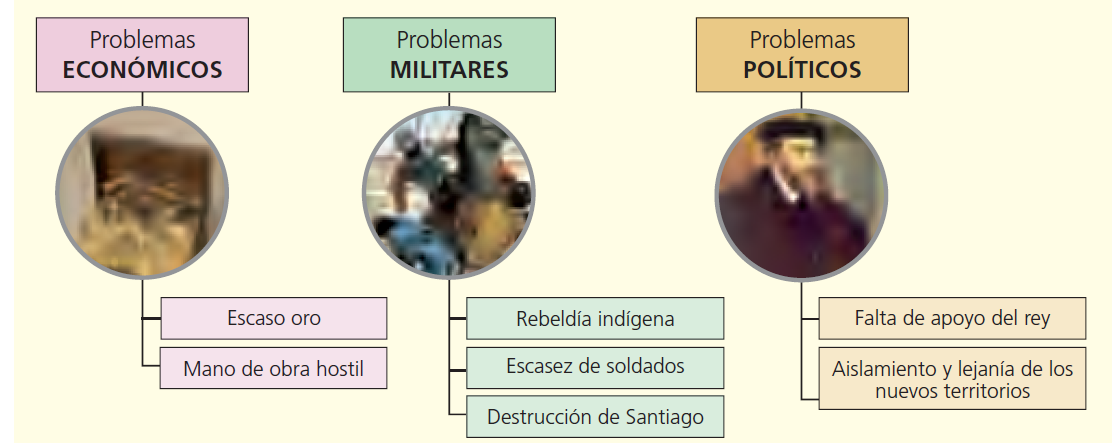 Problemas
ECONÓMICOS
Escaso oro
Mano de obra hostil
Problemas
MILITARES
Rebeldía indígena
Escasez de soldados
Destrucción de Santiago
Problemas
POLÍTICOS
Falta de apoyo del rey
Aislamiento y lejanía de los
nuevos territorios